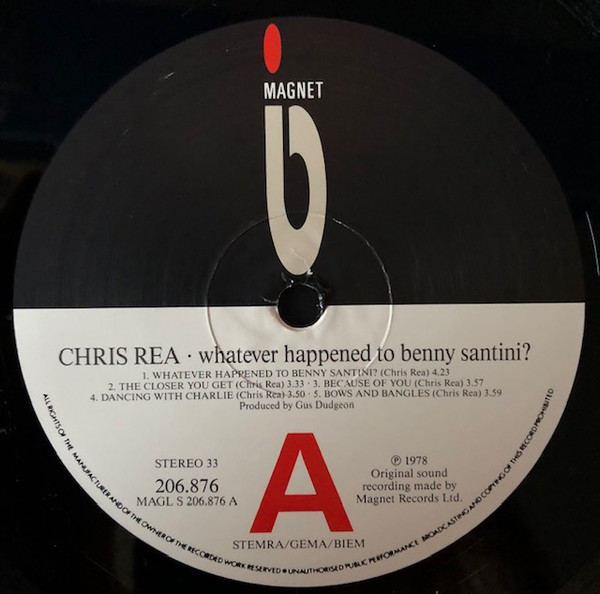 MAGNET
CHRIS REA · whatever happened to benny santini?
1. WHATEVER HAPPENED TO BENNY SANTINI? (Chris Rea) 4.23
2. THE CLOSER YOU GET (Chris Rea) 3.33 · 3. BECAUSE OF YOU (Chris Rea) 3.57
4. DANCING WITH CHARLIE (Chris Rea) 3.50 · 5. BOWS AND BANGLES (Chris Rea) 3.59
Produced by Gus Dudgeon
STEREO 33
206.876
MAGL S 206.876 A
A
℗ 1978
Original sound
recording made by
Magnet Records Ltd.
STEMRA/GEMA/BIEM
ALL RIGHTS OF THE MANUFACTURER AND OF THE OWNER OF THE RECORDED WORK RESERVED • UNAUTHORISED PUBLIC PERFORMANCE BROADCASTING AND COPYING OF THIS RECORD PROHIBITED